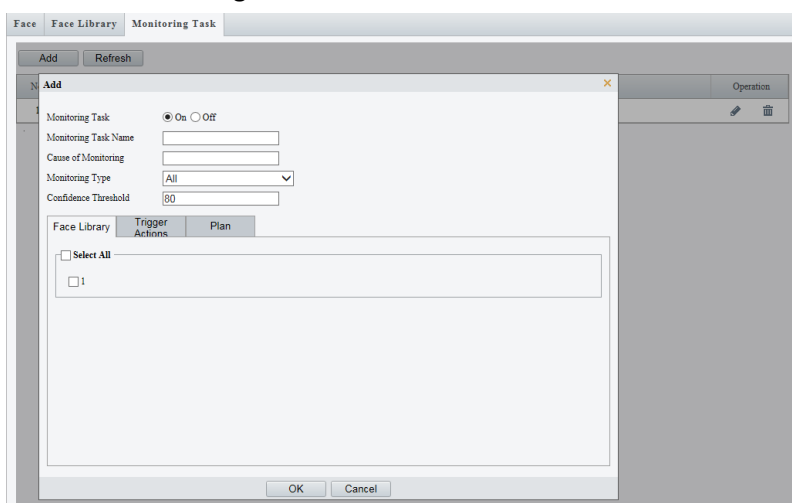 Face Face Library Monitoring Task
Add Refresh
Operation
Add
Monitoring Task On Off
Monitoring Task Name
Cause of Monitoring
Monitoring Type All
Confidence Threshold 80
Face Library Trigger Actions Plan
Select All
1
OK Cancel